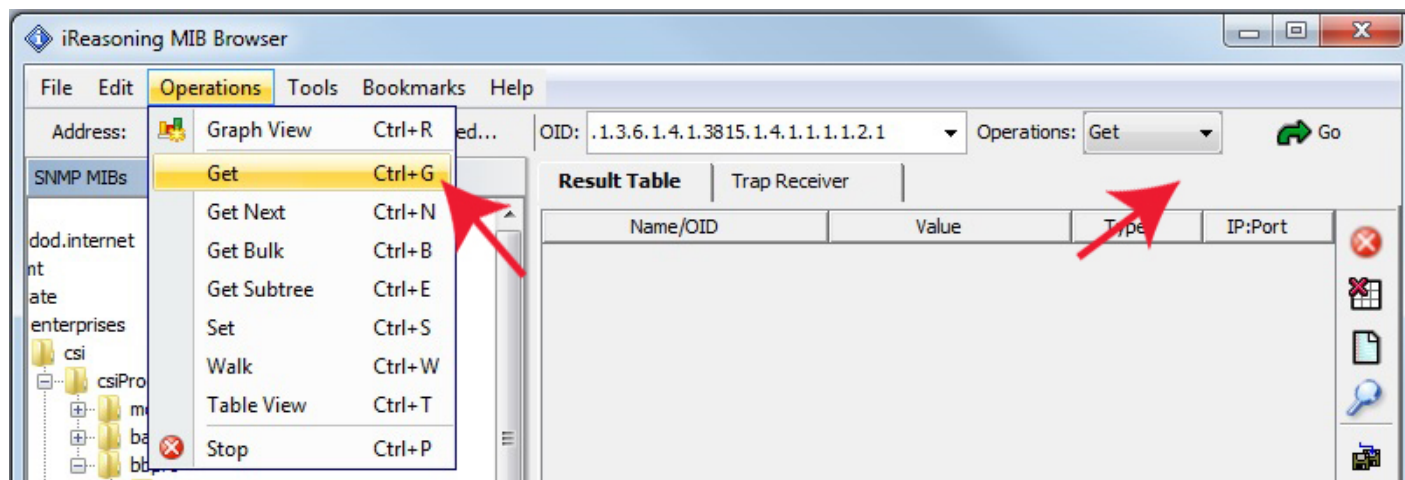 iReasoning MIB Browser
File Edit Operations Tools Bookmarks Help
Address: ed... OID: .1.3.6.1.4.1.3815.1.4.1.1.1.1.2.1 Operations: Get Go
Graph View Ctrl+R
Get Ctrl+G
Get Next Ctrl+N
Get Bulk Ctrl+B
Get Subtree Ctrl+E
Set Ctrl+S
Walk Ctrl+W
Table View Ctrl+T
Stop Ctrl+P
SNMP MIBs
dod.internet
nt
ate
enterprises
csi
csiPro
m
ba
Result Table Trap Receiver
Name/OID Value Type IP:Port